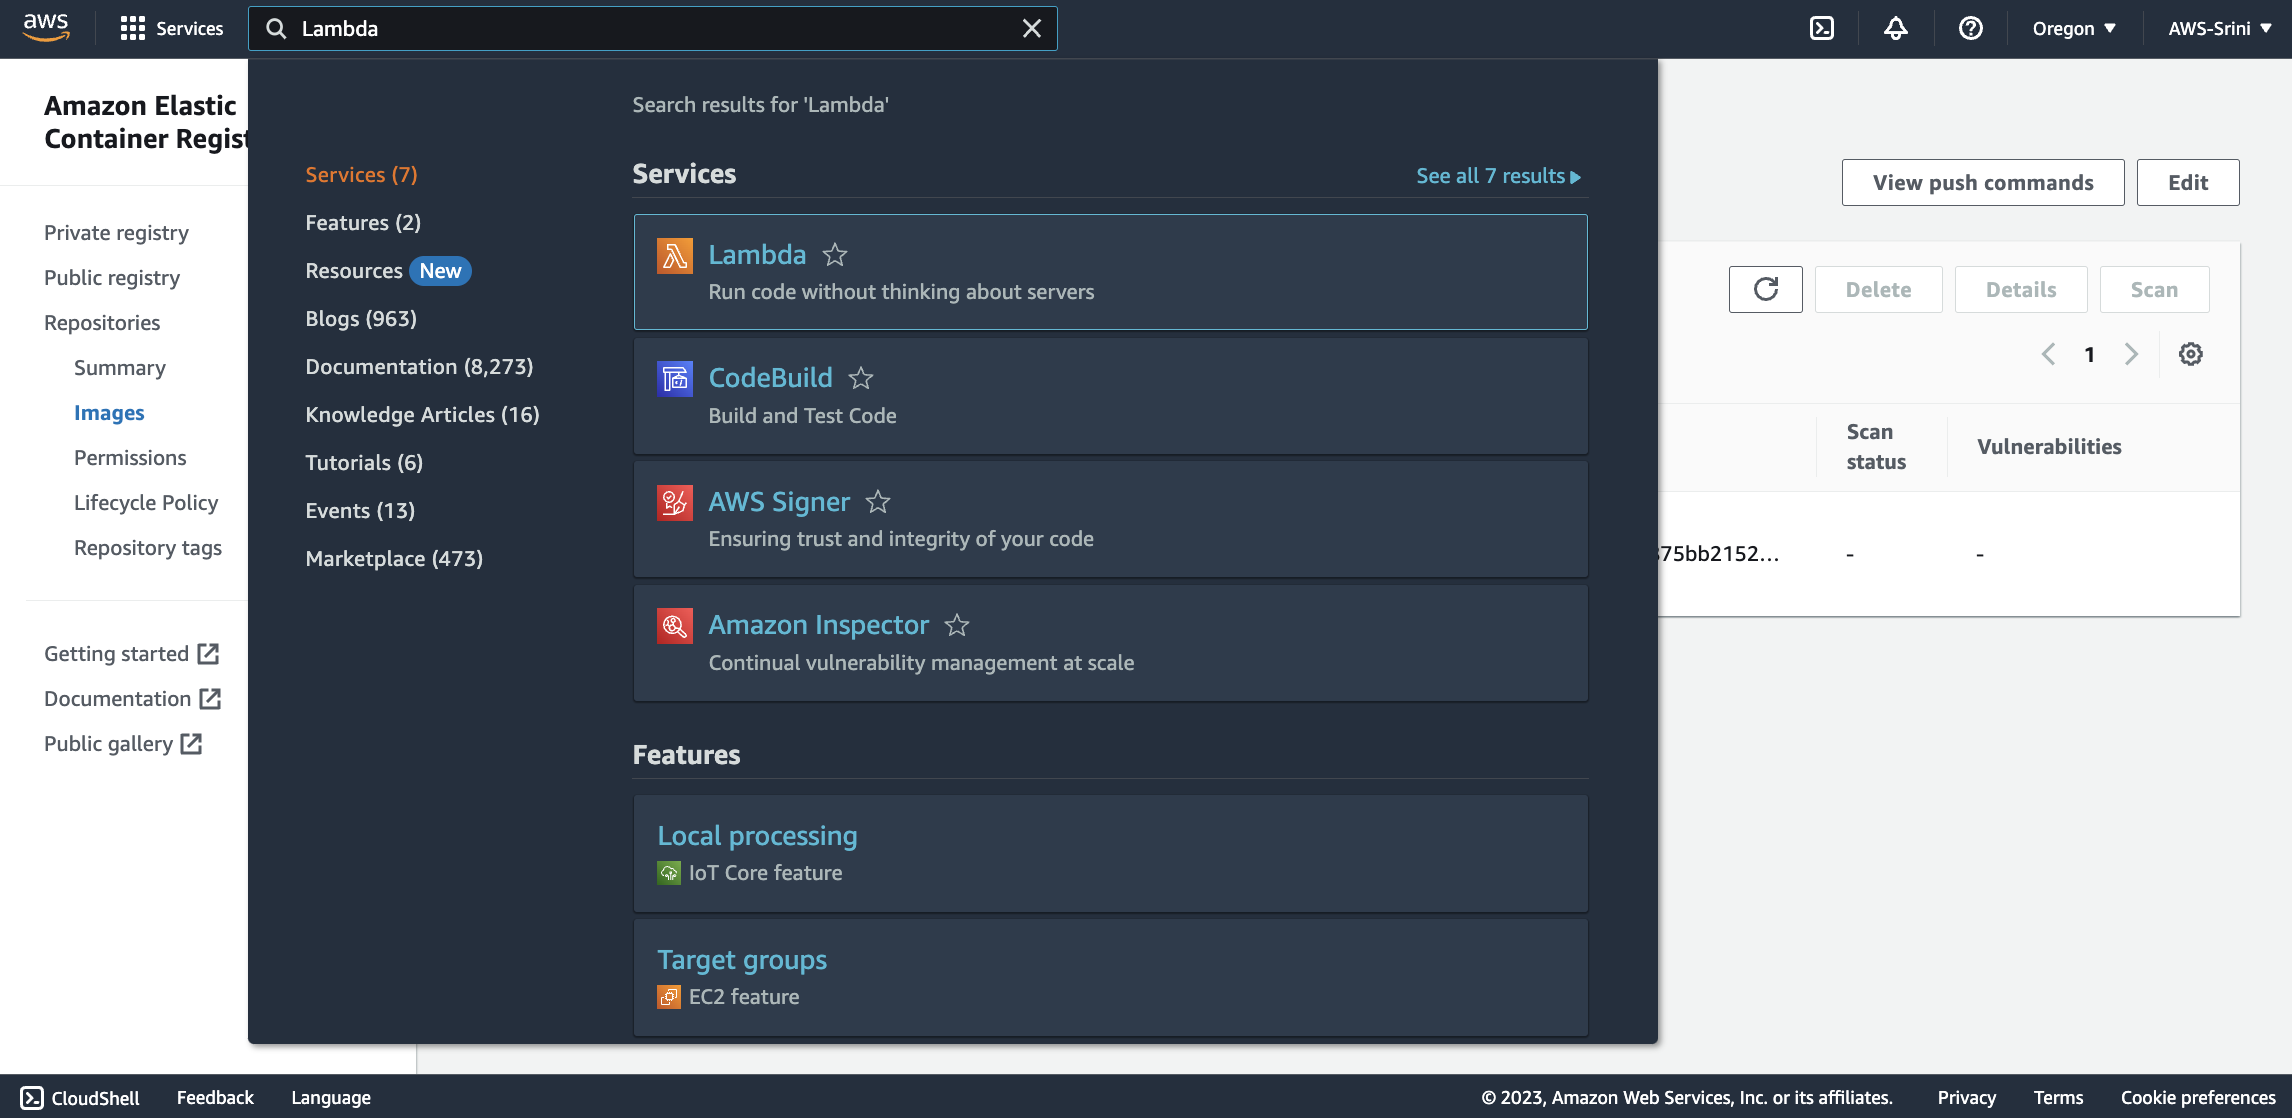 aws
Services
Lambda
Oregon
AWS-Srini
Amazon Elastic
Container Regist
Private registry
Public registry
Repositories
Summary
Images
Permissions
Lifecycle Policy
Repository tags
Getting started
Documentation
Public gallery
Search results for 'Lambda'
Services (7)
Features (2)
Resources New
Blogs (963)
Documentation (8,273)
Knowledge Articles (16)
Tutorials (6)
Events (13)
Marketplace (473)
Services
See all 7 results
Lambda
Run code without thinking about servers
CodeBuild
Build and Test Code
AWS Signer
Ensuring trust and integrity of your code
Amazon Inspector
Continual vulnerability management at scale
Features
Local processing
IoT Core feature
Target groups
EC2 feature
View push commands
Edit
Delete
Details
Scan
1
Scan
status
Vulnerabilities
75bb2152...
-
-
CloudShell
Feedback
Language
© 2023, Amazon Web Services, Inc. or its affiliates.
Privacy
Terms
Cookie preferences